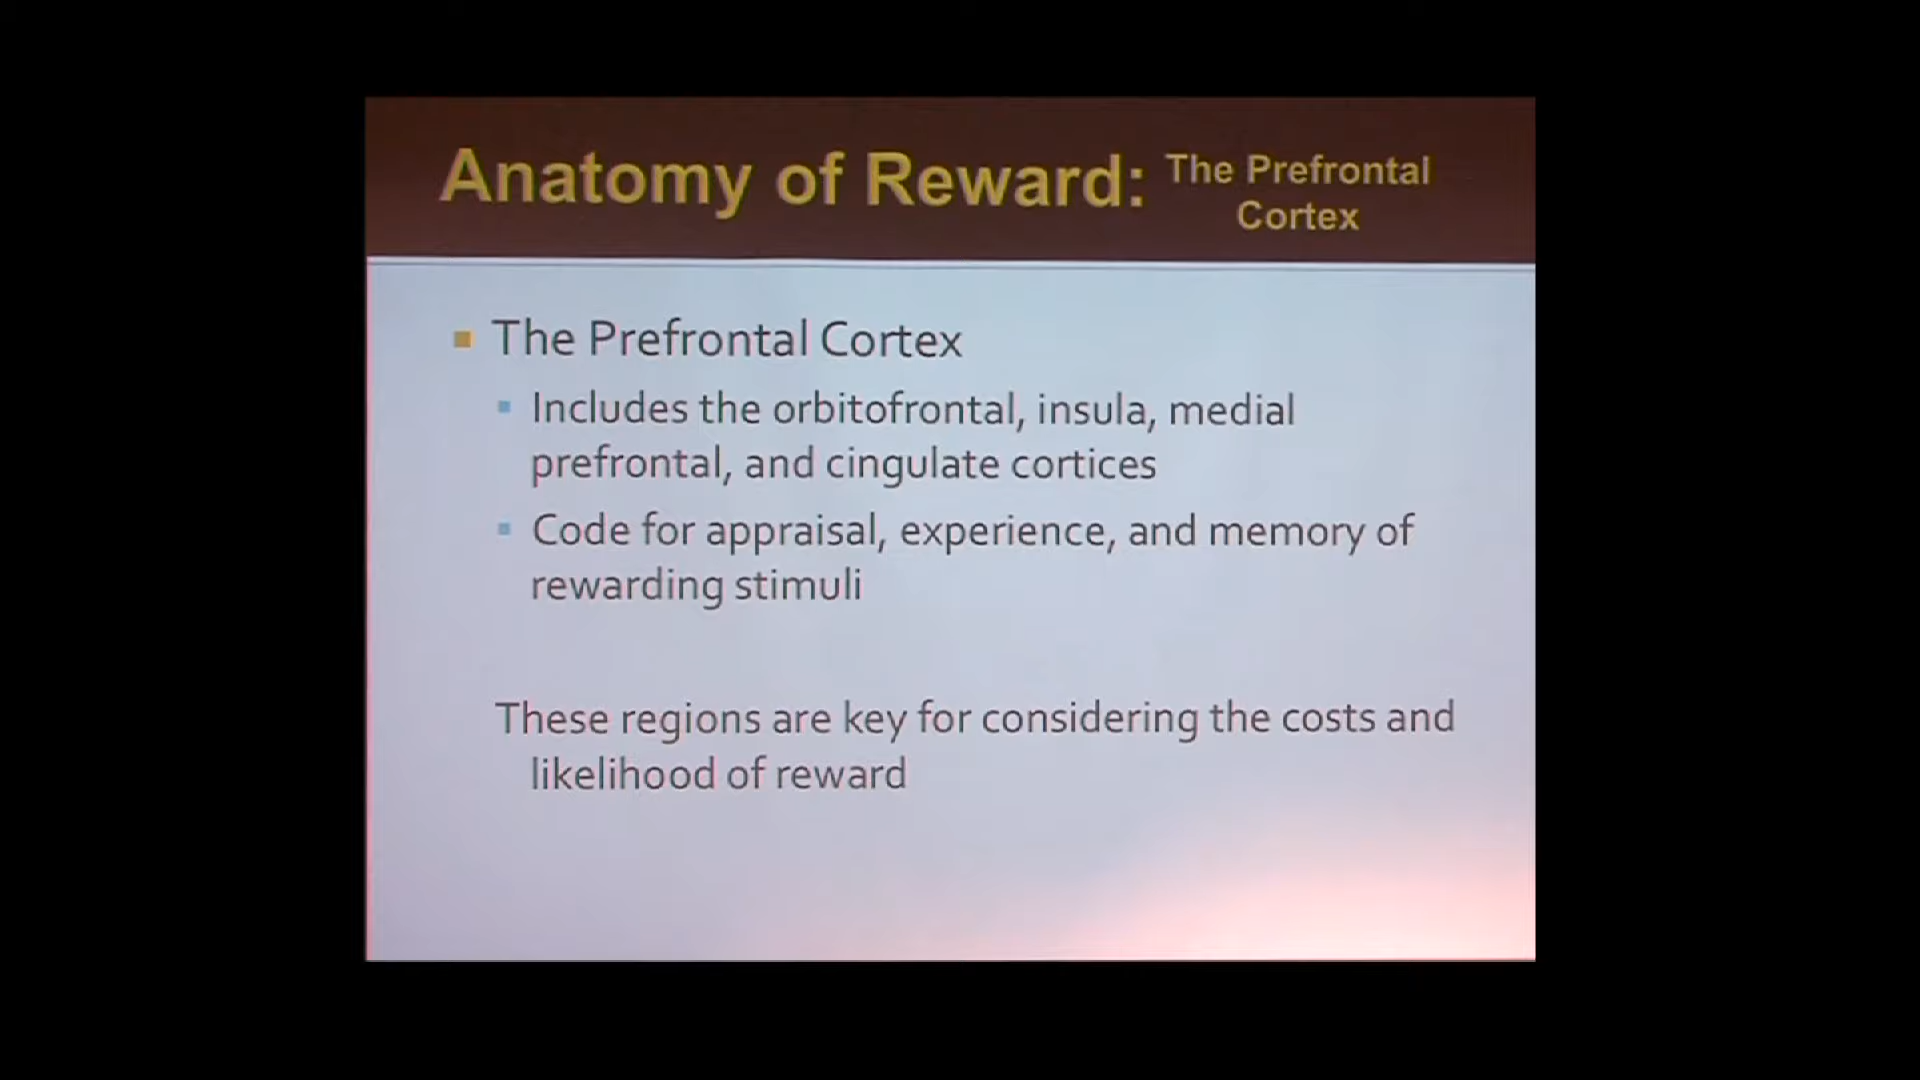 Anatomy of Reward: The Prefrontal
Cortex
The Prefrontal Cortex
Includes the orbitofrontal, insula, medial
prefrontal, and cingulate cortices
Code for appraisal, experience, and memory of
rewarding stimuli
These regions are key for considering the costs and
likelihood of reward